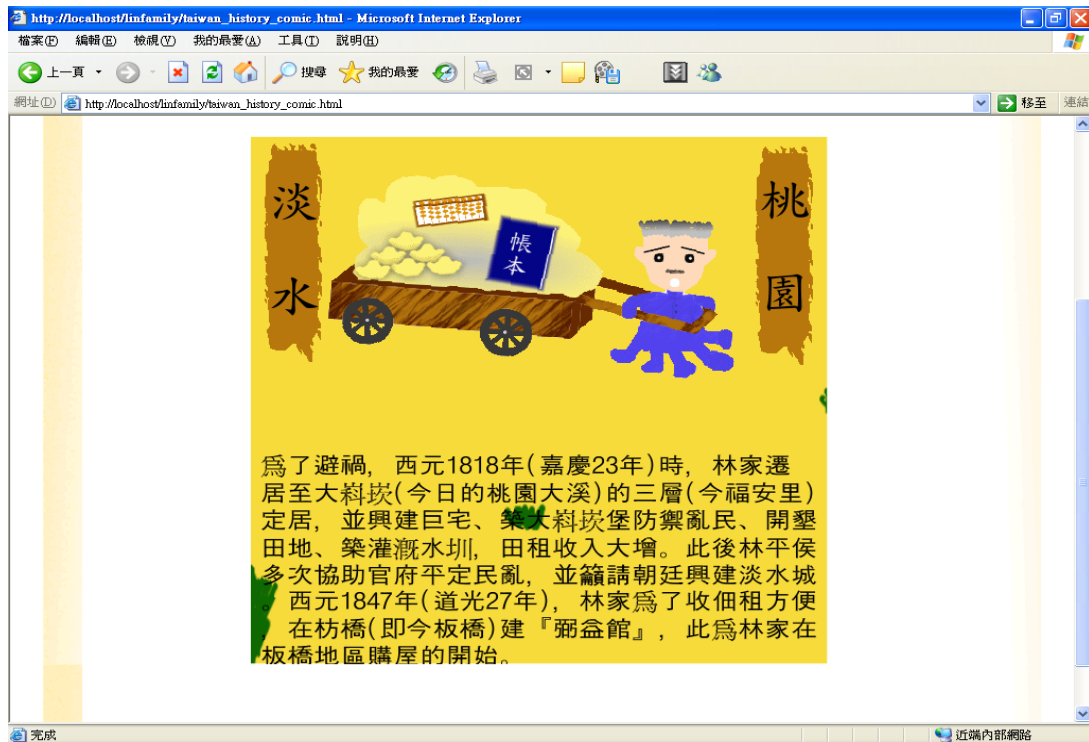 http://localhost/linfamily/taiwan_history_comic.html - Microsoft Internet Explorer
檔案(F) 編輯(E) 檢視(V) 我的最愛(A) 工具(T) 說明(H)
上一頁 搜尋 我的最愛
網址(D) http://localhost/linfamily/taiwan_history_comic.html 移至 連結
淡水
帳本
桃園
爲了避禍, 西元1818年(嘉慶23年)時, 林家遷
居至大嵙崁(今日的桃園大溪)的三層(今福安里)
定居, 並興建巨宅、築大嵙崁堡防禦亂民、開墾
田地、築灌漑水圳, 田租收入大增。此後林平侯
多次協助官府平定民亂, 並籲請朝廷興建淡水城
。西元1847年(道光27年), 林家爲了收佃租方便
, 在枋橋(即今板橋)建『弼益館』, 此爲林家在
板橋地區購屋的開始。
完成 近端內部網路